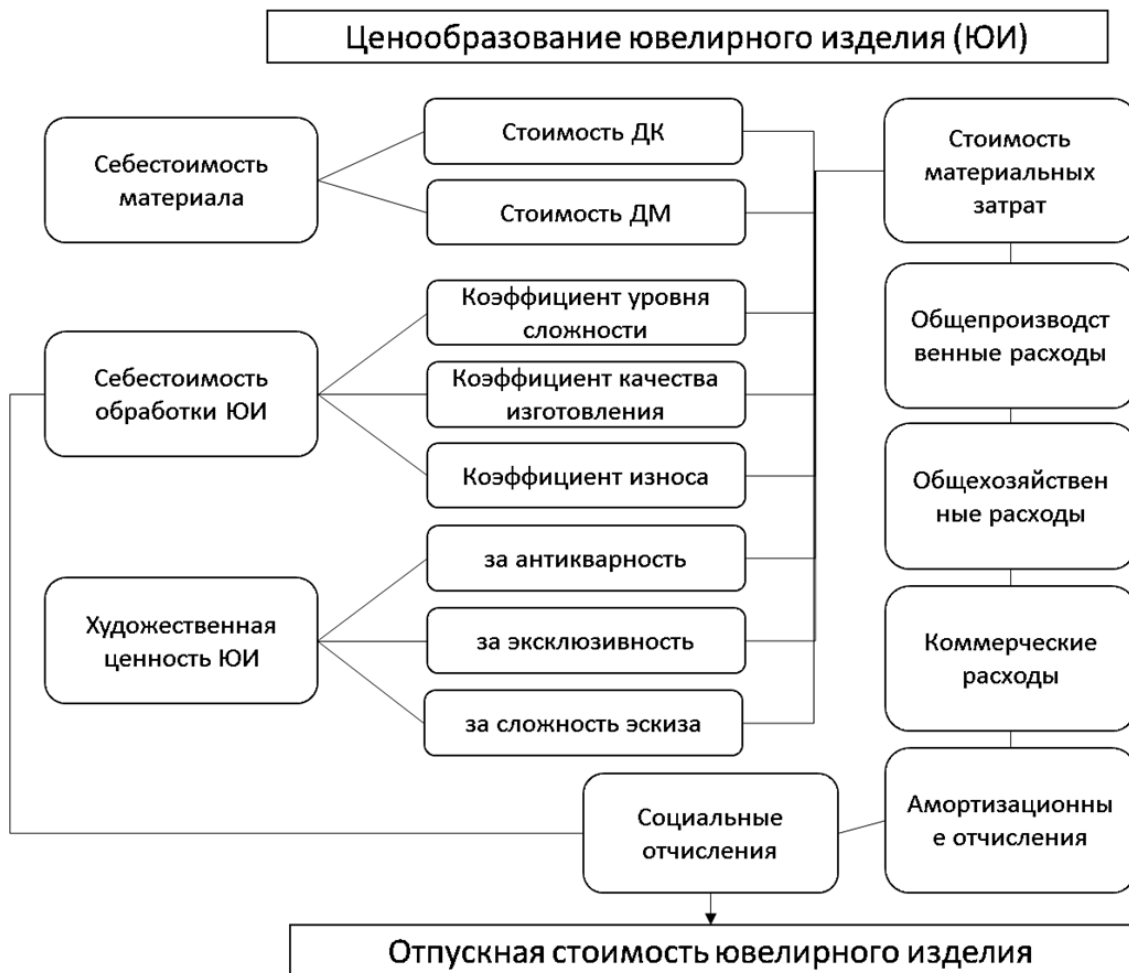 Ценообразование ювелирного изделия (ЮИ)
Себестоимость
материала
Стоимость ДК
Стоимость ДМ
Стоимость
материальных
затрат
Себестоимость
обработки ЮИ
Коэффициент уровня
сложности
Коэффициент качества
изготовления
Коэффициент износа
Общепроизводст
венные расходы
Общехозяйствен
ные расходы
Художественная
ценность ЮИ
за антикварность
за эксклюзивность
за сложность эскиза
Коммерческие
расходы
Амортизационны
е отчисления
Социальные
отчисления
Отпускная стоимость ювелирного изделия